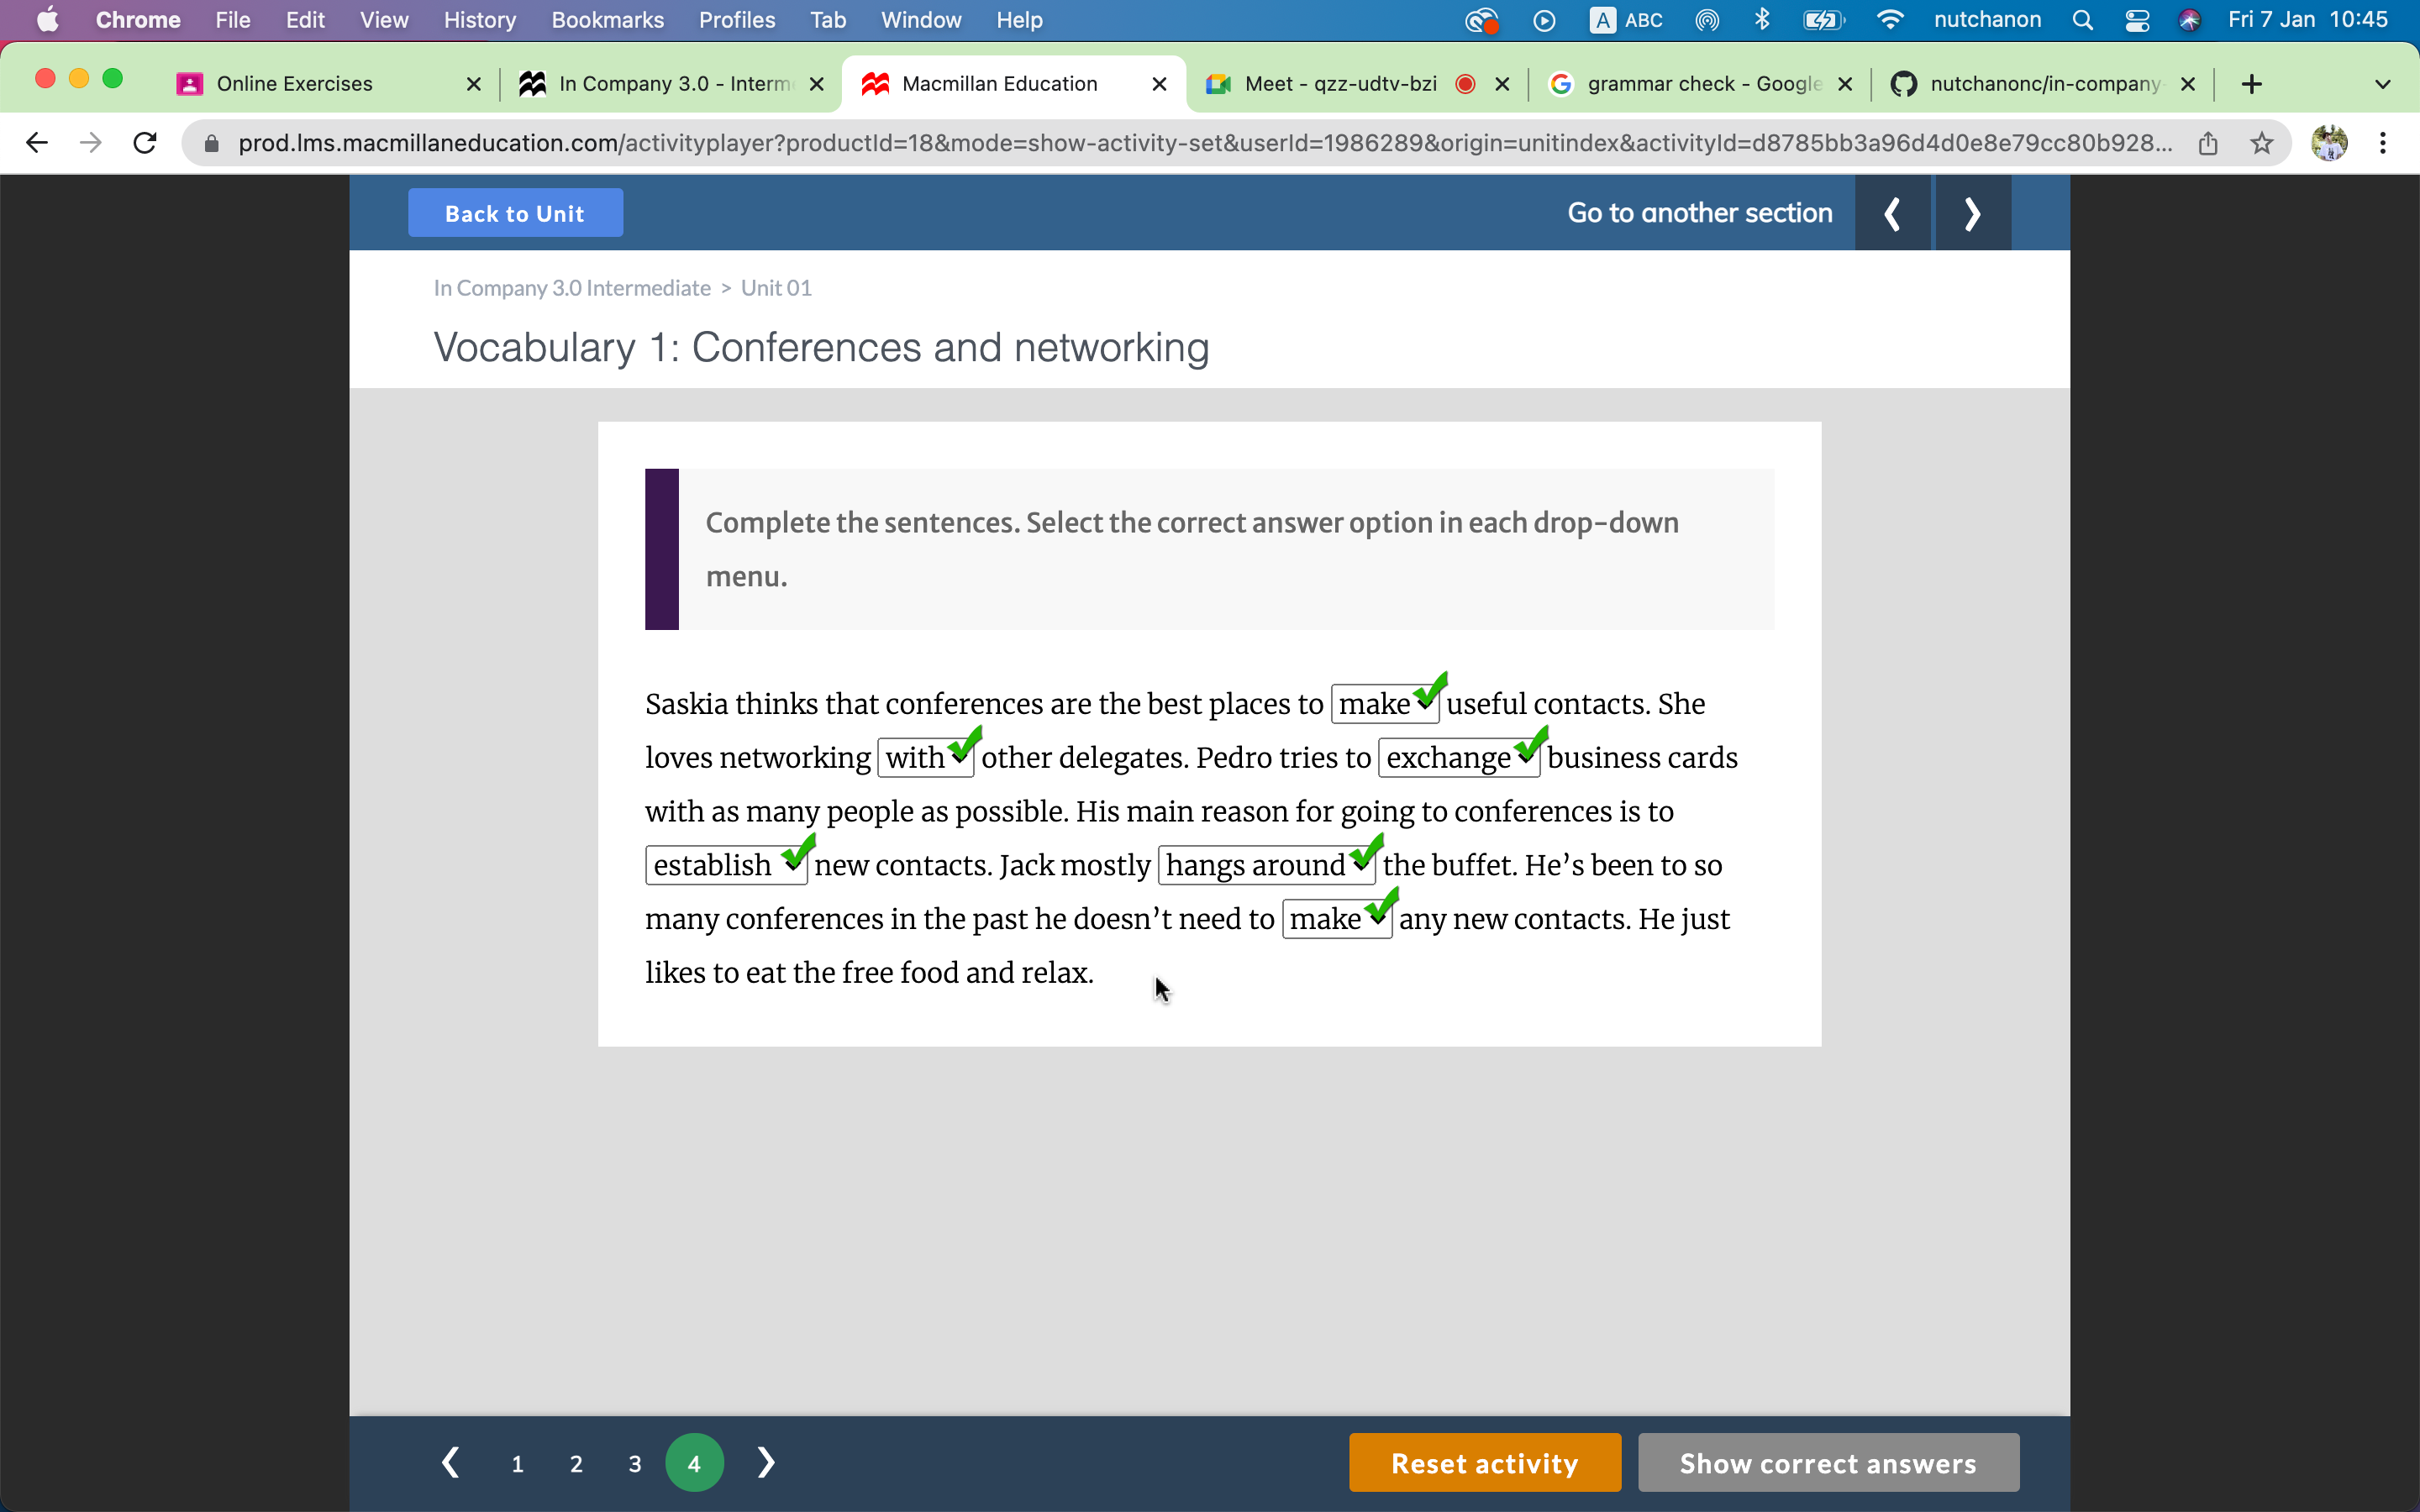 Chrome File Edit View History Bookmarks Profiles Tab Window Help A ABC nutchanon Fri 7 Jan 10:45
Online Exercises In Company 3.0 - Interm Macmillan Education Meet - qzz-udtv-bzi grammar check - Google nutchanonc/in-company-
prod.lms.macmillaneducation.com/activityplayer?productId=18&mode=show-activity-set&userId=1986289&origin=unitindex&activityId=d8785bb3a96d4d0e8e79cc80b928...
Back to Unit Go to another section
In Company 3.0 Intermediate > Unit 01
Vocabulary 1: Conferences and networking
Complete the sentences. Select the correct answer option in each drop-down
menu.
Saskia thinks that conferences are the best places to make useful contacts. She
loves networking with other delegates. Pedro tries to exchange business cards
with as many people as possible. His main reason for going to conferences is to
establish new contacts. Jack mostly hangs around the buffet. He’s been to so
many conferences in the past he doesn’t need to make any new contacts. He just
likes to eat the free food and relax.
1 2 3 4 Reset activity Show correct answers